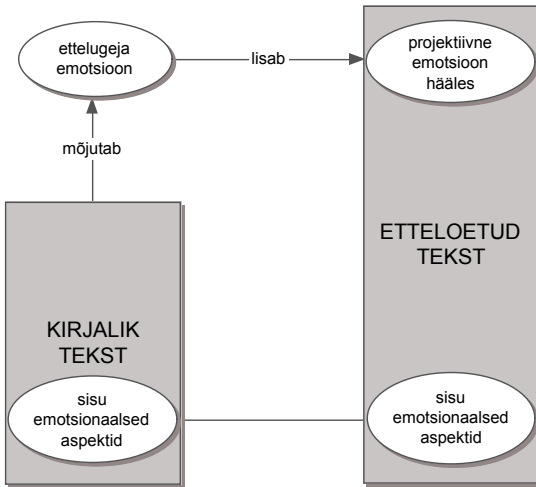 ettelugeja
emotsioon
lisab
projektiivne
emotsioon
hääles
mõjutab
KIRJALIK
TEKST
sisu
emotsionaalsed
aspektid
ETTELOETUD
TEKST
sisu
emotsionaalsed
aspektid